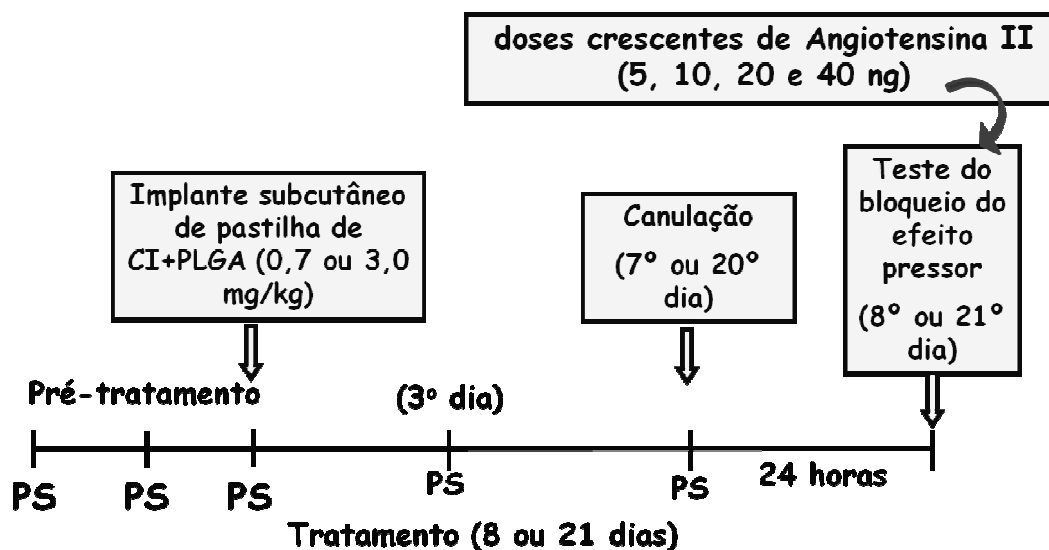 doses crescentes de Angiotensina II
(5, 10, 20 e 40 ng)
Implante subcutâneo
de pastilha de
CI+PLGA (0,7 ou 3,0
mg/kg)
Canulação
(7° ou 20°
dia)
Teste do
bloqueio do
efeito
pressor
(8° ou 21°
dia)
Pré-tratamento
(3º dia)
PS
PS
PS
PS
PS
24 horas
Tratamento (8 ou 21 dias)